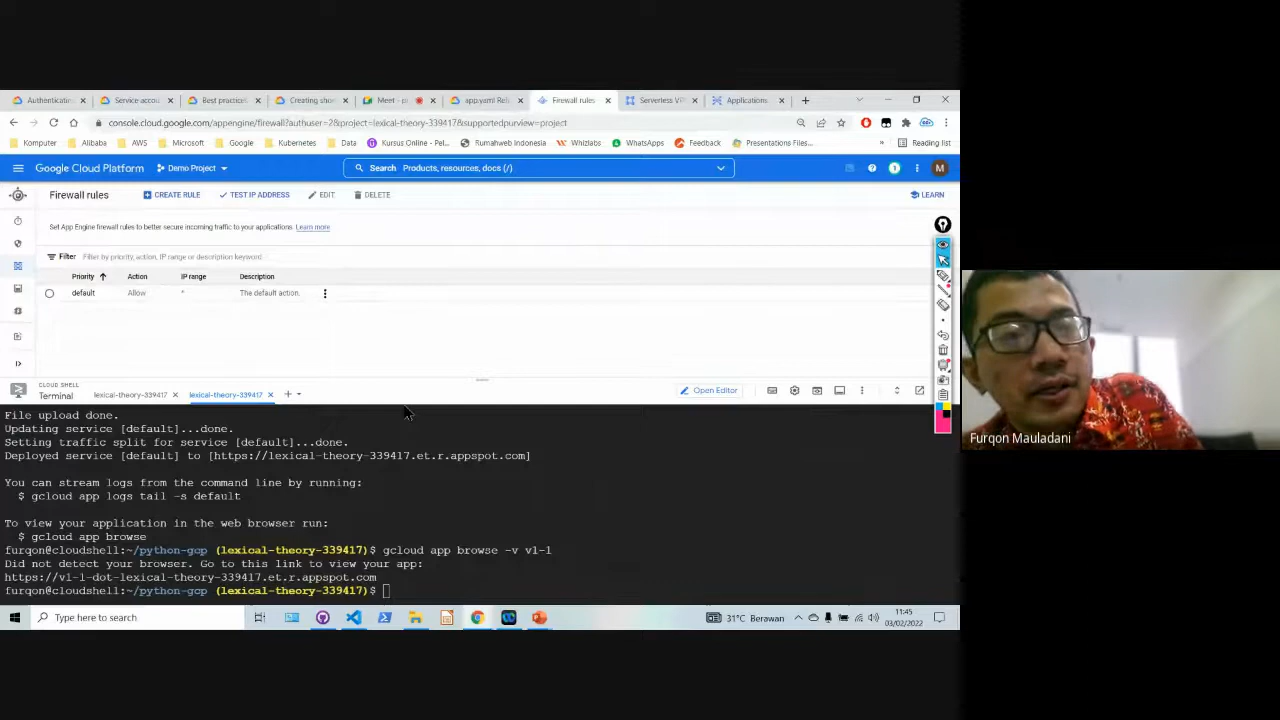 Authenticatin
Service accou
Best practice
Creating shor
Meet - p
app.yaml Ref
Firewall rules
Serverless VP
Applications
console.cloud.google.com/appengine/firewall?authuser=2&project=lexical-theory-339417&supportedpurview=project
Komputer
Alibaba
AWS
Microsoft
Google
Kubernetes
Data
Kursus Online - Pel...
Rumahweb Indonesia
Whizlabs
WhatsApps
Feedback
Presentations Files...
»
Reading list
Google Cloud Platform
Demo Project
Search Products, resources, docs (/)
1
M
Firewall rules
CREATE RULE
TEST IP ADDRESS
EDIT
DELETE
LEARN
Set App Engine firewall rules to better secure incoming traffic to your applications. Learn more
Filter Filter by priority, action, IP range or description keyword
Priority Action IP range Description
default Allow * The default action.
CLOUD SHELL
Terminal
lexical-theory-339417
lexical-theory-339417
Open Editor
File upload done.
Updating service [default]...done.
Setting traffic split for service [default]...done.
Deployed service [default] to [https://lexical-theory-339417.et.r.appspot.com]
You can stream logs from the command line by running:
$ gcloud app logs tail -s default
To view your application in the web browser run:
$ gcloud app browse
furqon@cloudshell:~/python-gcp (lexical-theory-339417)$ gcloud app browse -v v1-1
Did not detect your browser. Go to this link to view your app:
https://v1-1-dot-lexical-theory-339417.et.r.appspot.com
furqon@cloudshell:~/python-gcp (lexical-theory-339417)$
Type here to search
31°C Berawan
11:45
03/02/2022
Furqon Mauladani